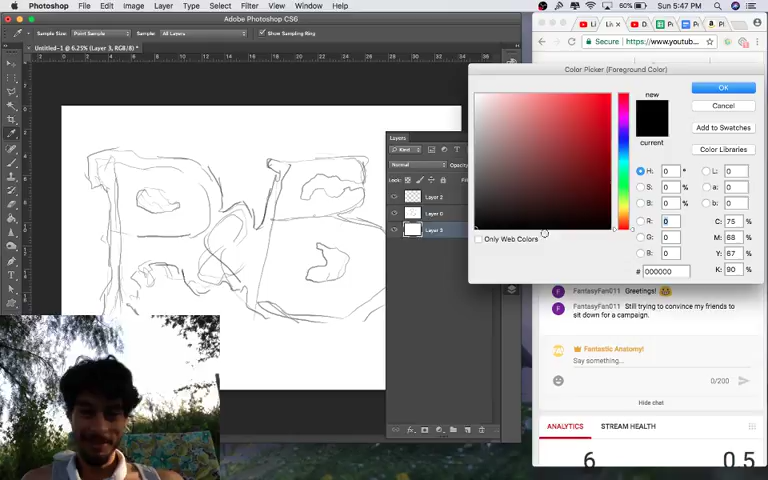 Photoshop File Edit Image Layer Type Select Filter View Window 60% Sun 5:47 PM
Adobe Photoshop CS6
Sample Size: Point Sample Sample: All Layers Show Sampling Ring
Untitled-1 @ 6.25% (Layer 3, RGB/8) *
Secure https://www.youtub
Color Picker (Foreground Color)
new
current
OK
Cancel
Add to Swatches
Color Libraries
H: 0 ° L: 0
S: 0 % a: 0
B: 0 % b: 0
R: 0 C: 75 %
G: 0 M: 68 %
B: 0 Y: 67 %
# 000000 K: 90 %
Only Web Colors
Layers
Kind
Normal Opacity
Lock: Fill
Layer 2
Layer 0
Layer 3
R&B
FantasyFan011 Greetings!
FantasyFan011 Still trying to convince my friends to
sit down for a campaign.
Fantastic Anatomy!
Say something...
0/200
Hide chat
ANALYTICS STREAM HEALTH
6 0.5